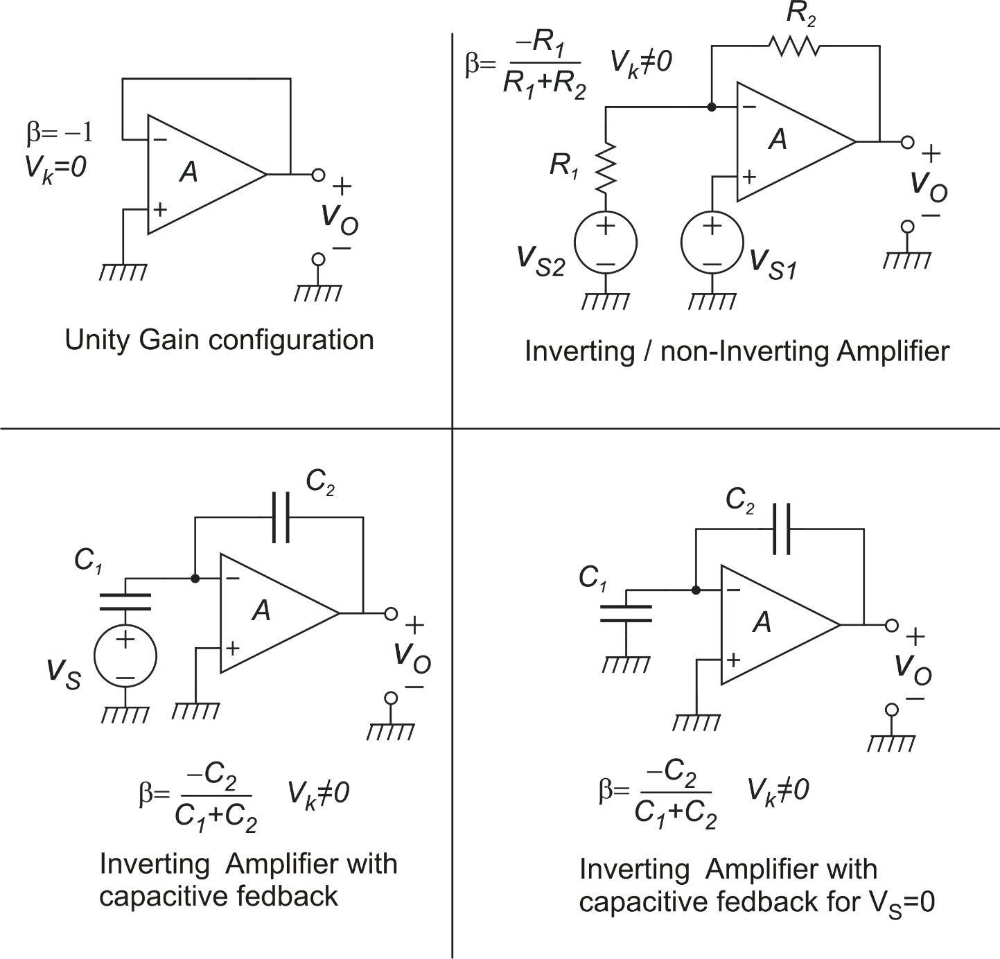 β= −1
V_k=0
−
A
+
+
v_O
−
Unity Gain configuration
β= −R_1 / R_1+R_2 V_k≠0
R_2
−
A
+
R_1
+
v_O
−
+
−
v_S2
+
−
v_S1
Inverting / non-Inverting Amplifier
C_2
C_1
−
A
+
+
−
v_S
+
v_O
−
β= −C_2 / C_1+C_2 V_k≠0
Inverting Amplifier with
capacitive fedback
C_2
C_1
−
A
+
+
v_O
−
β= −C_2 / C_1+C_2 V_k≠0
Inverting Amplifier with
capacitive fedback for V_S=0